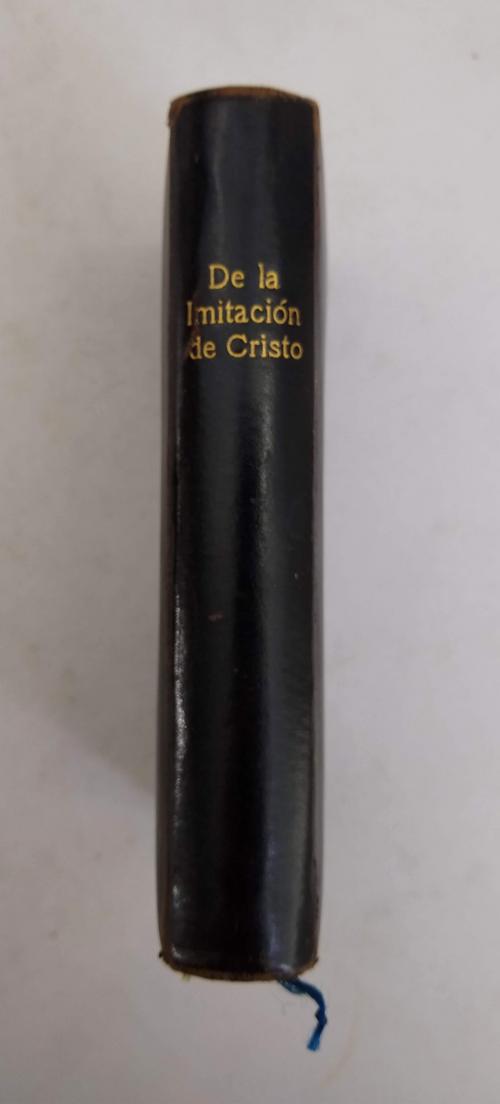 De la
Imitación
de Cristo